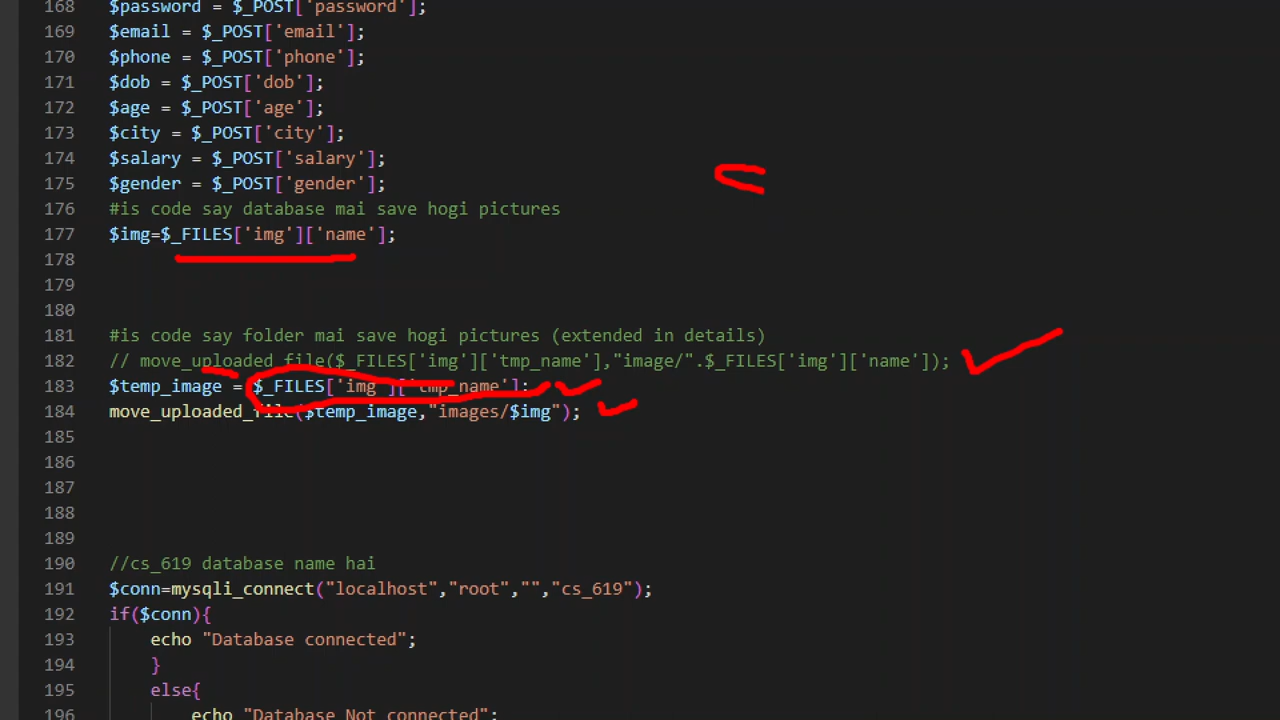 168 $password = $_POST['password'];
169 $email = $_POST['email'];
170 $phone = $_POST['phone'];
171 $dob = $_POST['dob'];
172 $age = $_POST['age'];
173 $city = $_POST['city'];
174 $salary = $_POST['salary'];
175 $gender = $_POST['gender'];
176 #is code say database mai save hogi pictures
177 $img=$_FILES['img']['name'];
178
179
180
181 #is code say folder mai save hogi pictures (extended in details)
182 // move_uploaded_file($_FILES['img']['tmp_name'],"image/".$_FILES['img']['name']);
183 $temp_image = $_FILES['img']['tmp_name'];
184 move_uploaded_file($temp_image,"images/$img");
185
186
187
188
189
190 //cs_619 database name hai
191 $conn=mysqli_connect("localhost","root","","cs_619");
192 if($conn){
193 echo "Database connected";
194 }
195 else{
196 echo "Database Not connected";